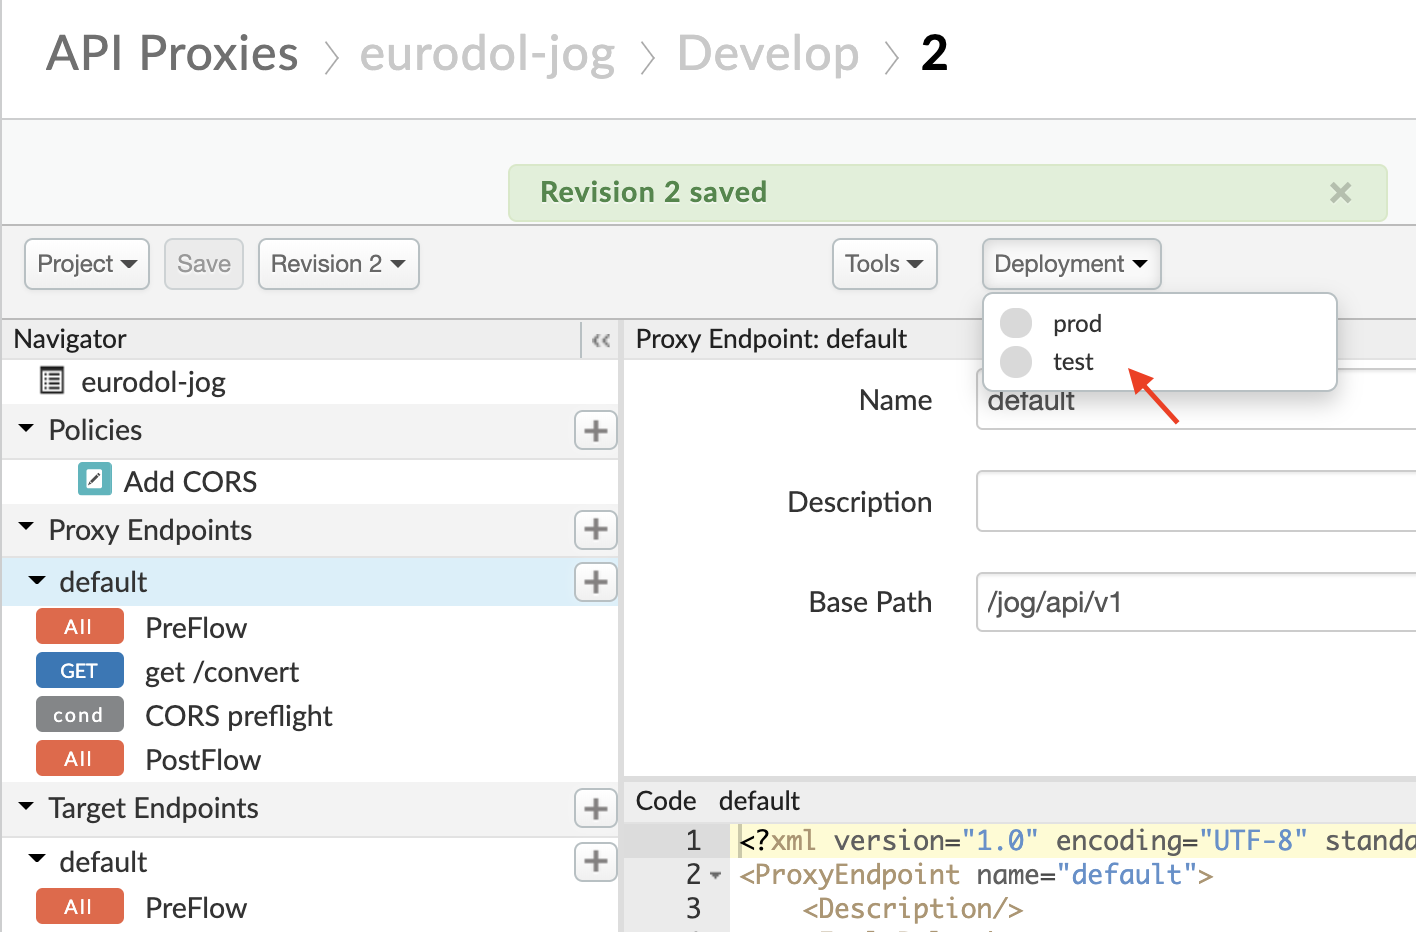 API Proxies > eurodol-jog > Develop > 2
Revision 2 saved ×
Project Save Revision 2 Tools Deployment
prod
test
Navigator «
eurodol-jog
Policies +
Add CORS
Proxy Endpoints +
default +
All PreFlow
GET get /convert
cond CORS preflight
All PostFlow
Target Endpoints +
default +
All PreFlow
Proxy Endpoint: default
Name default
Description
Base Path /jog/api/v1
Code default
1 <?xml version="1.0" encoding="UTF-8" standa
2 <ProxyEndpoint name="default">
3 <Description/>